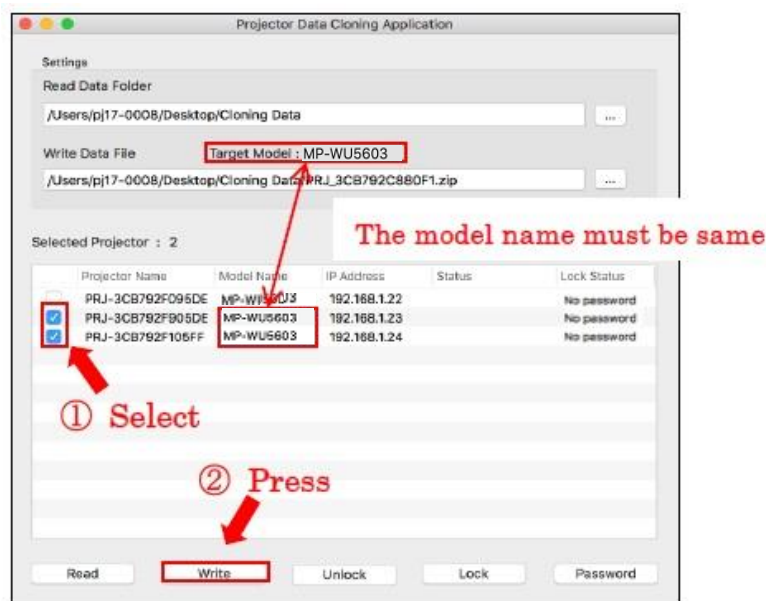 Projector Data Cloning Application
Settings
Read Data Folder
/Users/pj17-0008/Desktop/Cloning Data
...
Write Data File Target Model : MP-WU5603
/Users/pj17-0008/Desktop/Cloning Data/PRJ_3CB792C880F1.zip
...
The model name must be same
Selected Projector : 2
Projector Name Model Name IP Address Status Lock Status
PRJ-3CB792F095DE 192.168.1.22 No password
PRJ-3CB792F905DE MP-WU5603 192.168.1.23 No password
PRJ-3CB792F105FF MP-WU5603 192.168.1.24 No password
① Select
② Press
Read Write Unlock Lock Password